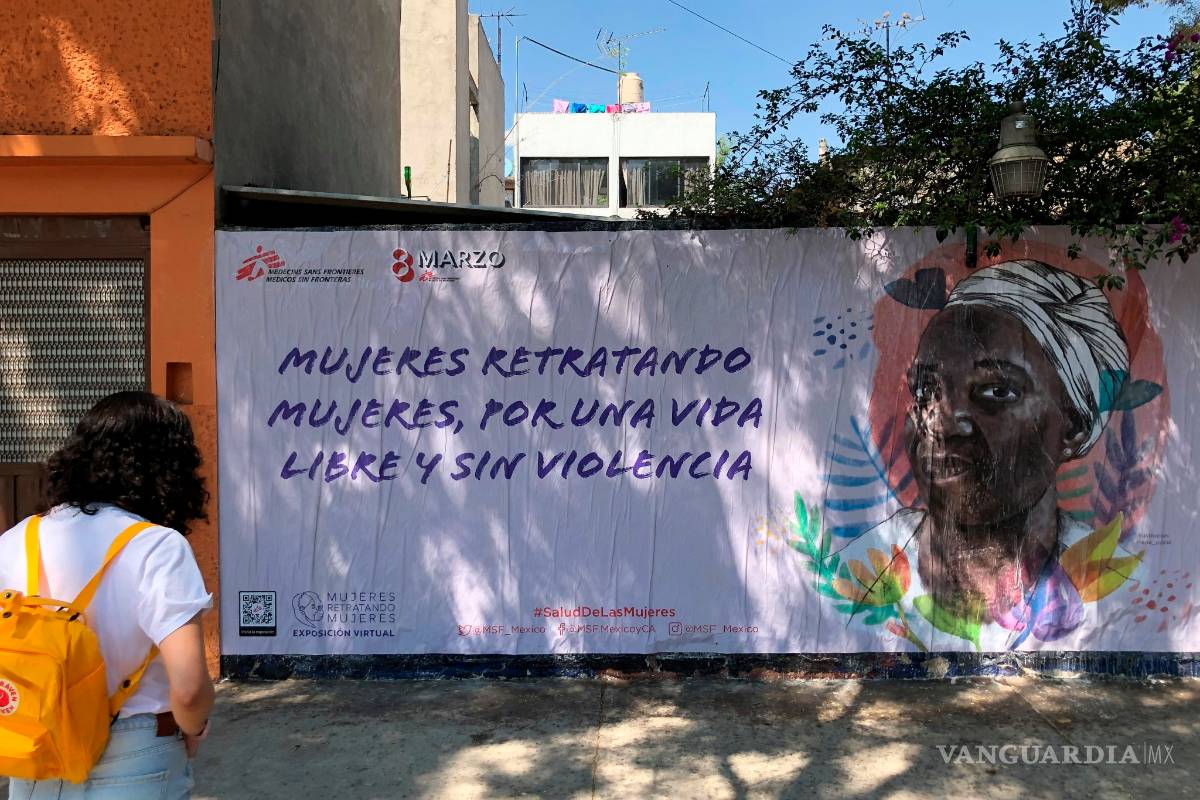 MEDECINS SANS FRONTIERES
MEDICOS SIN FRONTERAS
8 MARZO
MUJERES RETRATANDO
MUJERES, POR UNA VIDA
LIBRE Y SIN VIOLENCIA
MUJERES
RETRATANDO
MUJERES
EXPOSICIÓN VIRTUAL
#SaludDeLasMujeres
@MSF_Mexico @MSFMexicoyCA @MSF_Mexico
VANGUARDIA|MX